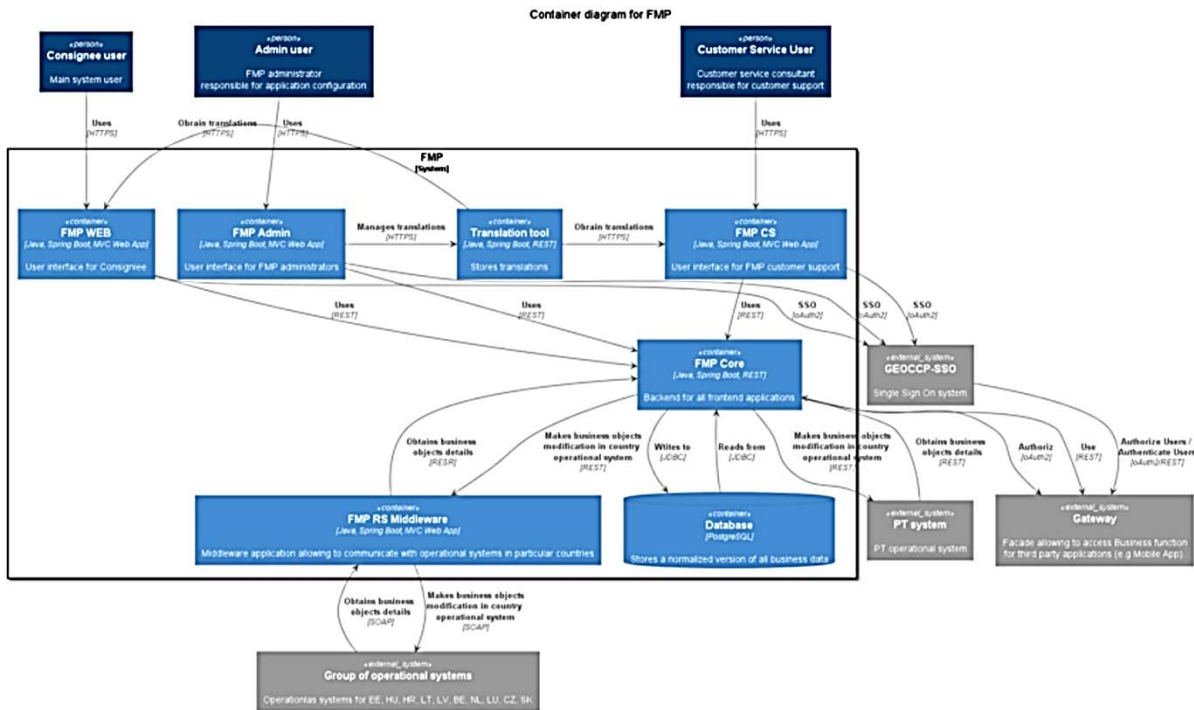 Container diagram for FMP
«person»
Consignee user
Main system user
«person»
Admin user
FMP administrator
responsible for application configuration
«person»
Customer Service User
Customer service consultant
responsible for customer support
Uses
[HTTPS]
Obrain translations
[HTTPS]
Uses
[HTTPS]
Uses
[HTTPS]
FMP
[System]
«container»
FMP WEB
[Java, Spring Boot, MVC Web App]
User interface for Consigniee
«container»
FMP Admin
[Java, Spring Boot, MVC Web App]
User interface for FMP administrators
Manages translations
[HTTPS]
«container»
Translation tool
[Java, Spring Boot, REST]
Stores translations
Obrain translations
[HTTPS]
«container»
FMP CS
[Java, Spring Boot, MVC Web App]
User interface for FMP customer support
Uses
[REST]
Uses
[REST]
Uses
[REST]
SSO
[oAuth2]
SSO
[oAuth2]
SSO
[oAuth2]
«container»
FMP Core
[Java, Spring Boot, REST]
Backend for all frontend applications
«external_system»
GEOCCP-SSO
Single Sign On system
Obtains business
objects details
[RESR]
Makes business objects
modification in country
operational system
[REST]
Wtites to
[JDBC]
Reads from
[JDBC]
Makes business objects
modification in country
operational system
[REST]
Obtains business
objects details
[REST]
Authoriz
[oAuth2]
Use
[REST]
Authorize Users /
Authenticate Users
[oAuth2/REST]
«container»
FMP RS Middleware
[Java, Spring Boot, MVC Web App]
Middleware application allowing to communicate with operational systems in particular countries
«container»
Database
[PostgreSQL]
Stores a normalized version of all business data
«external_system»
PT system
PT operational system
«external_system»
Gateway
Facade allowing to access Business function
for third party applications (e.g Mobile App).
Obtains business
objects details
[SOAP]
Makes business objects
modification in country
operational system
[SOAP]
«external_system»
Group of operational systems
Operationlas systems for EE, HU, HR, LT, LV, BE, NL, LU, CZ, SK